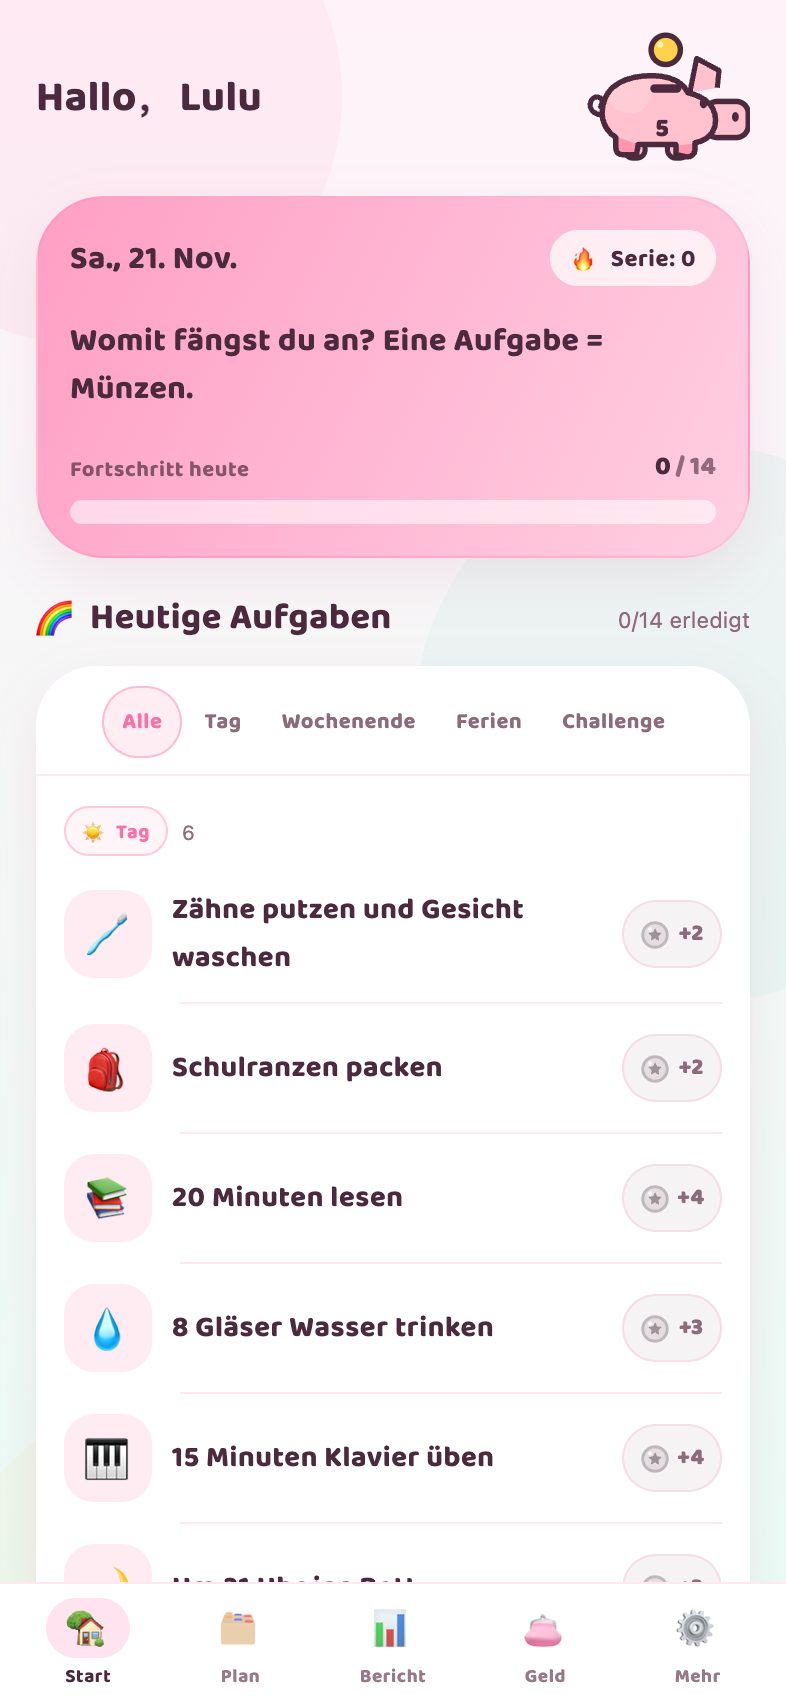 Hallo, Lulu
5
Sa., 21. Nov.
Serie: 0
Womit fängst du an? Eine Aufgabe =
Münzen.
Fortschritt heute
0 / 14
Heutige Aufgaben
0/14 erledigt
Alle
Tag
Wochenende
Ferien
Challenge
Tag
6
Zähne putzen und Gesicht
waschen
+2
Schulranzen packen
+2
20 Minuten lesen
+4
8 Gläser Wasser trinken
+3
15 Minuten Klavier üben
+4
Start
Plan
Bericht
Geld
Mehr